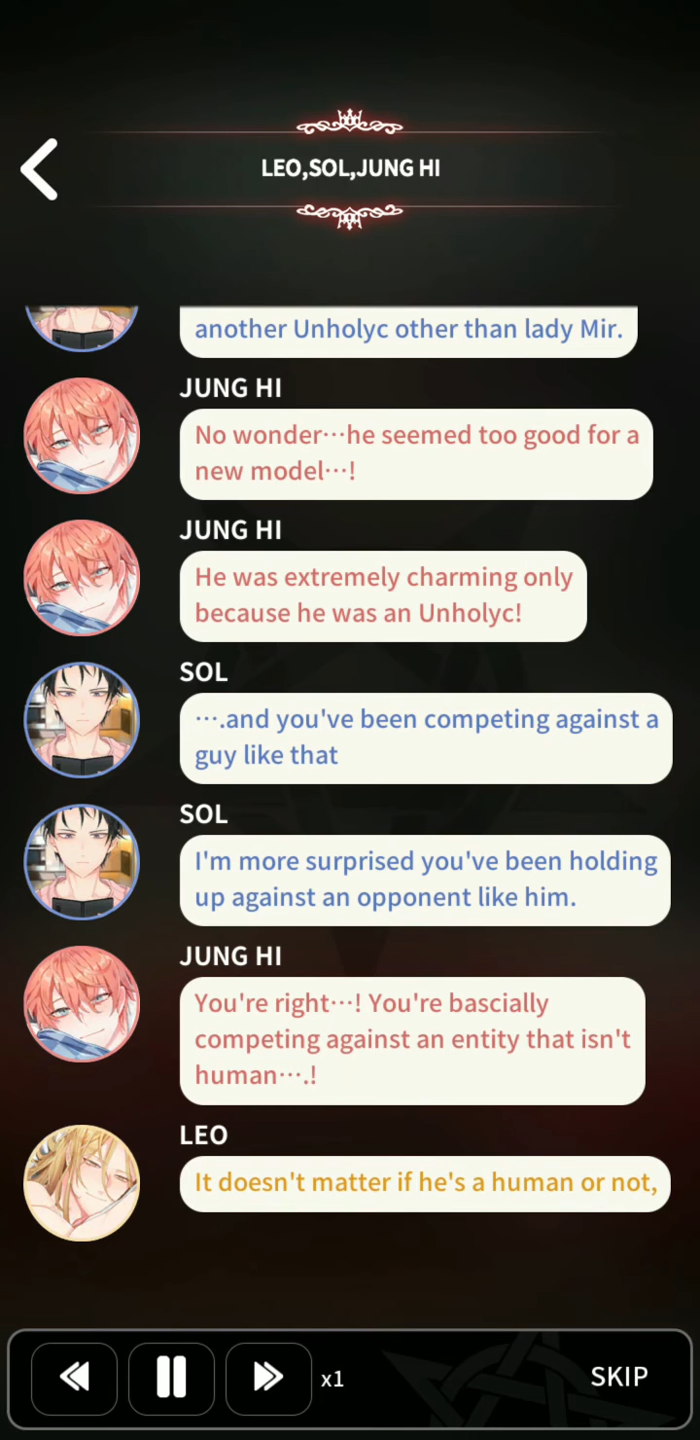 LEO,SOL,JUNG HI
another Unholyc other than lady Mir.
JUNG HI
No wonder···he seemed too good for a
new model···!
JUNG HI
He was extremely charming only
because he was an Unholyc!
SOL
···.and you've been competing against a
guy like that
SOL
I'm more surprised you've been holding
up against an opponent like him.
JUNG HI
You're right···! You're bascially
competing against an entity that isn't
human···.!
LEO
It doesn't matter if he's a human or not,
x1
SKIP